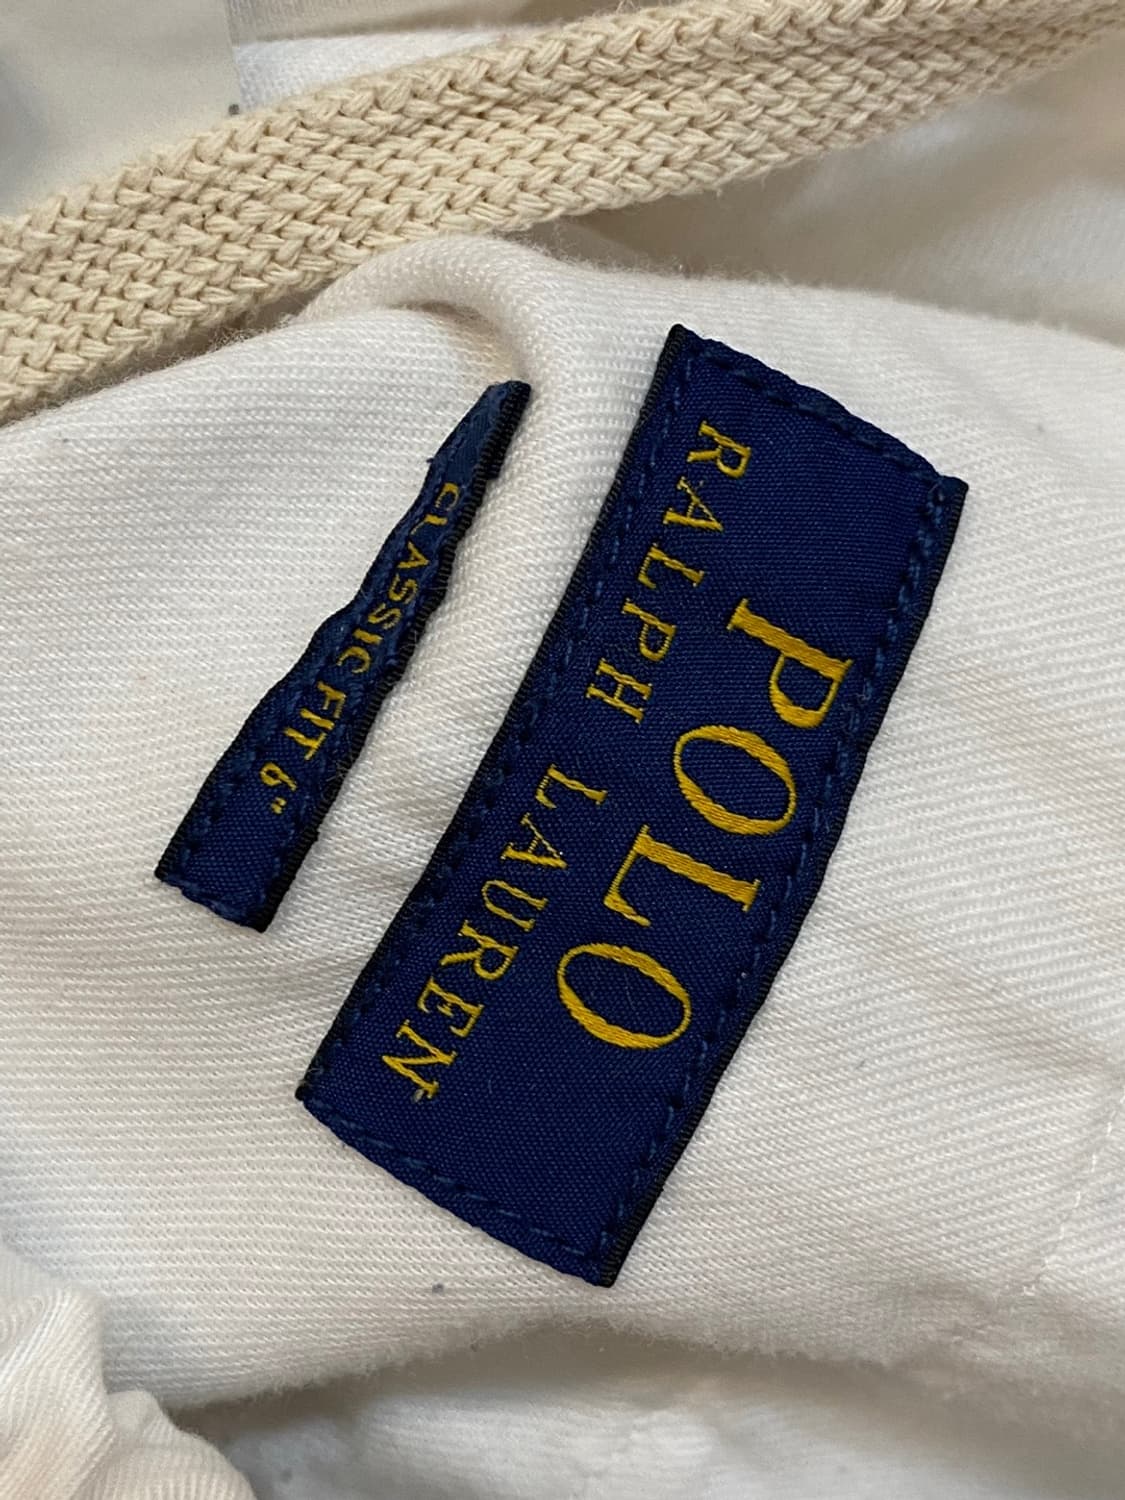 POLO
RALPH LAUREN
CLASSIC FIT 6"